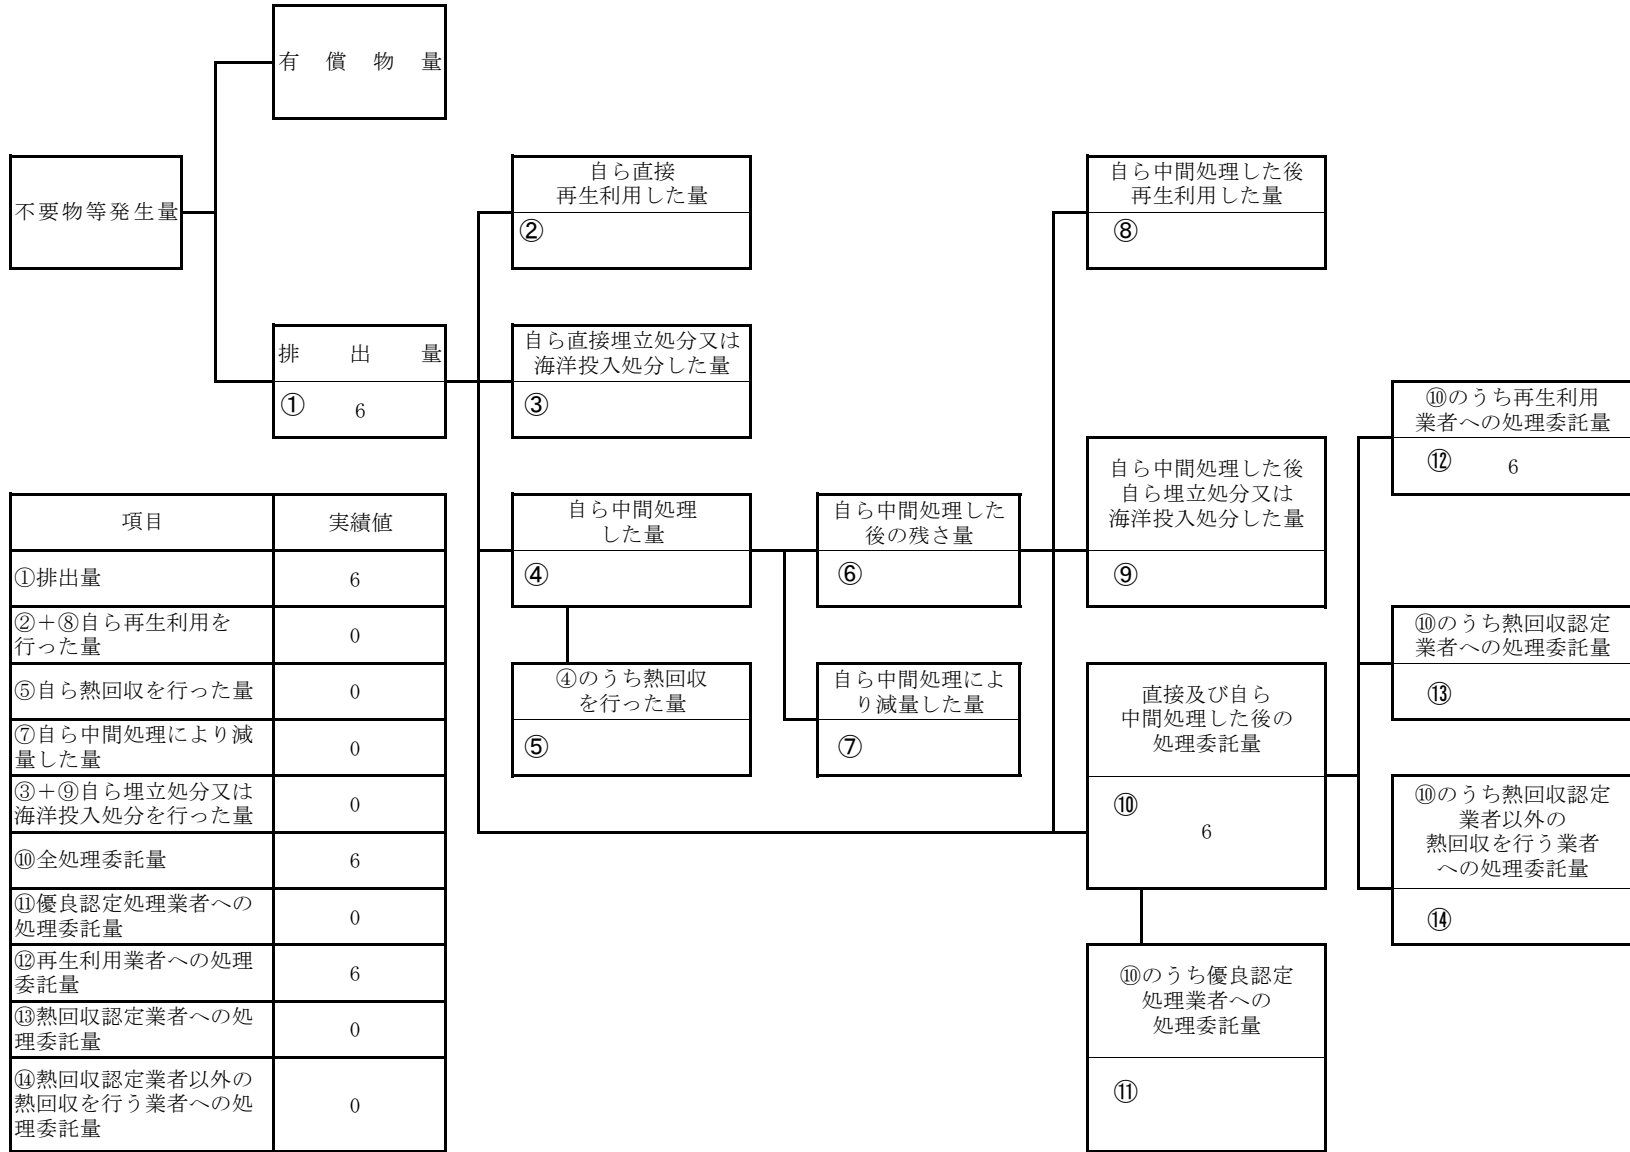 有償物量
不要物等発生量
排出量
① 6
自ら直接
再生利用した量
②
自ら直接埋立処分又は
海洋投入処分した量
③
自ら中間処理
した量
④
④のうち熱回収
を行った量
⑤
自ら中間処理した
後の残さ量
⑥
自ら中間処理によ
り減量した量
⑦
自ら中間処理した後
再生利用した量
⑧
自ら中間処理した後
自ら埋立処分又は
海洋投入処分した量
⑨
直接及び自ら
中間処理した後の
処理委託量
⑩
6
⑩のうち優良認定
処理業者への
処理委託量
⑪
⑩のうち再生利用
業者への処理委託量
⑫ 6
⑩のうち熱回収認定
業者への処理委託量
⑬
⑩のうち熱回収認定
業者以外の
熱回収を行う業者
への処理委託量
⑭
項目 実績値
①排出量 6
②＋⑧自ら再生利用を
行った量 0
⑤自ら熱回収を行った量 0
⑦自ら中間処理により減
量した量 0
③＋⑨自ら埋立処分又は
海洋投入処分を行った量 0
⑩全処理委託量 6
⑪優良認定処理業者への
処理委託量 0
⑫再生利用業者への処理
委託量 6
⑬熱回収認定業者への処
理委託量 0
⑭熱回収認定業者以外の
熱回収を行う業者への処
理委託量 0